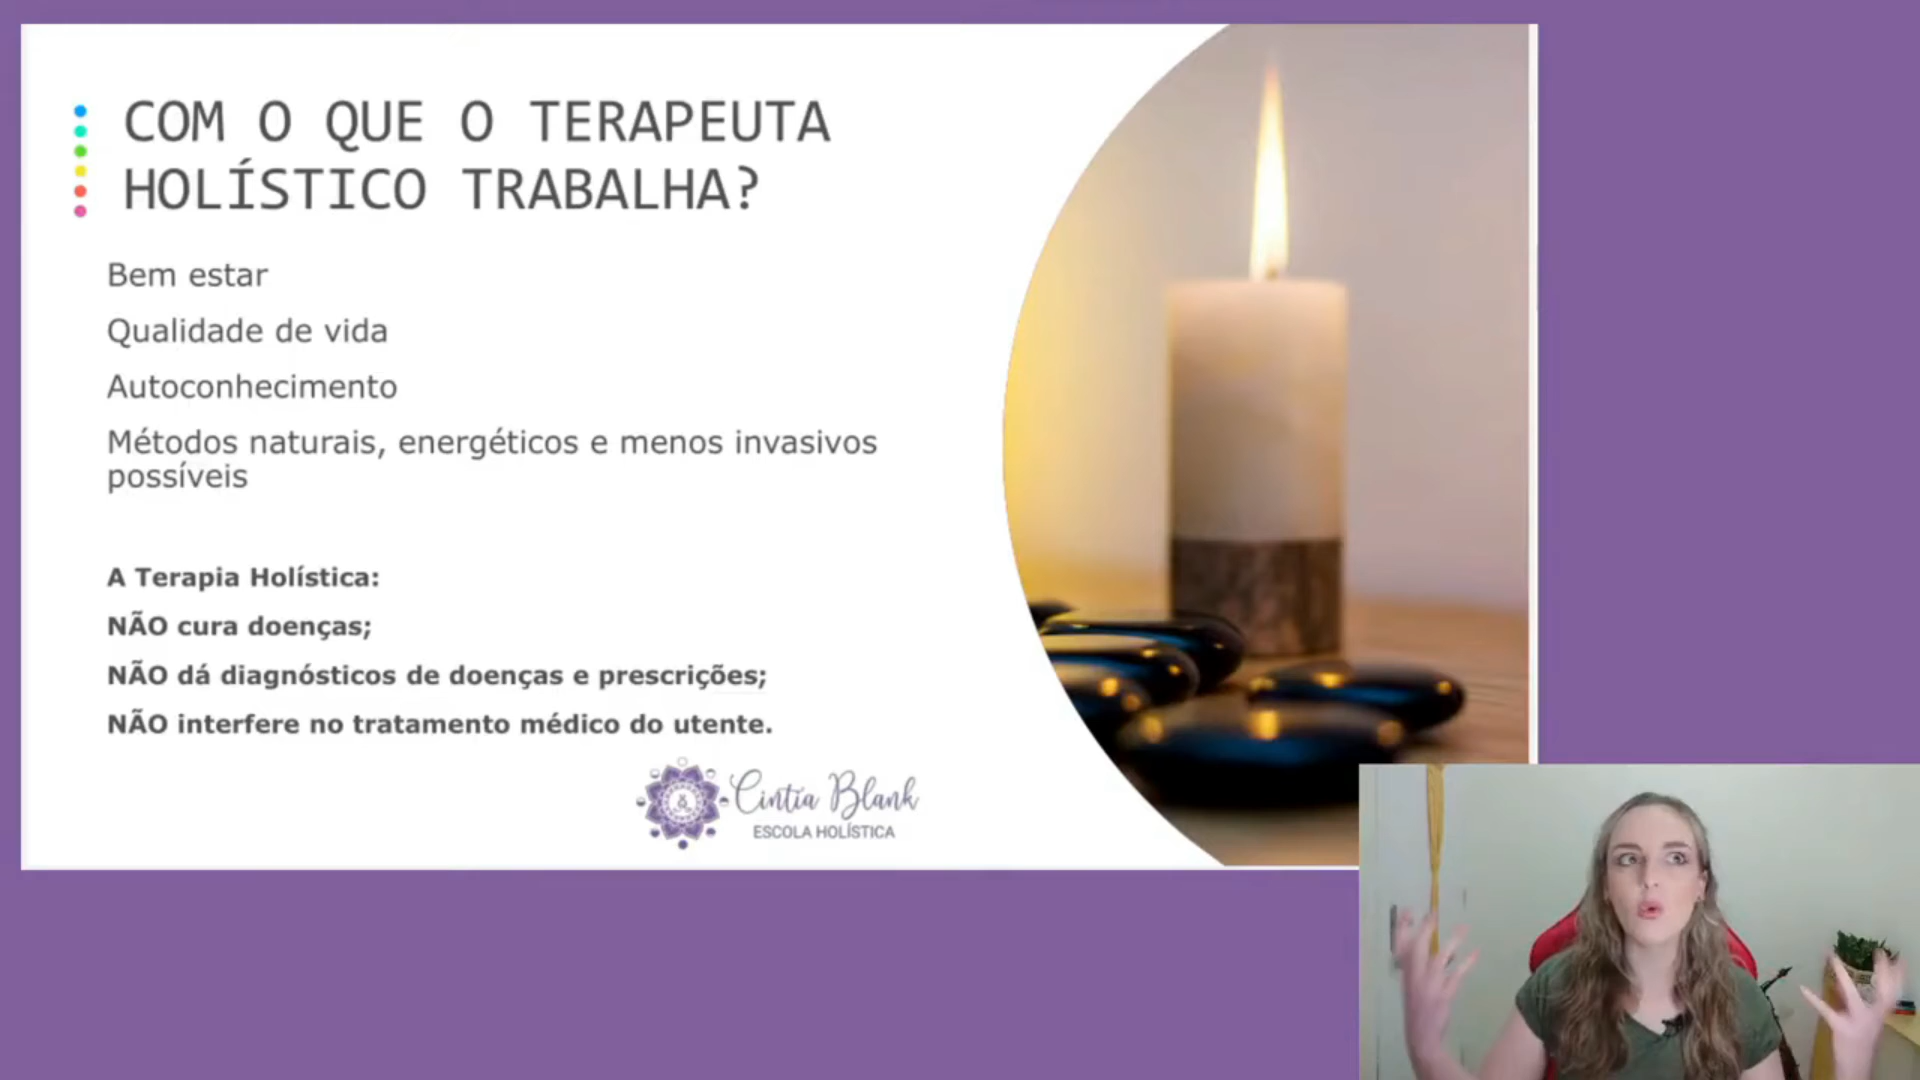 COM O QUE O TERAPEUTA
HOLÍSTICO TRABALHA?
Bem estar
Qualidade de vida
Autoconhecimento
Métodos naturais, energéticos e menos invasivos
possíveis
A Terapia Holística:
NÃO cura doenças;
NÃO dá diagnósticos de doenças e prescrições;
NÃO interfere no tratamento médico do utente.
Cintia Blank
ESCOLA HOLÍSTICA